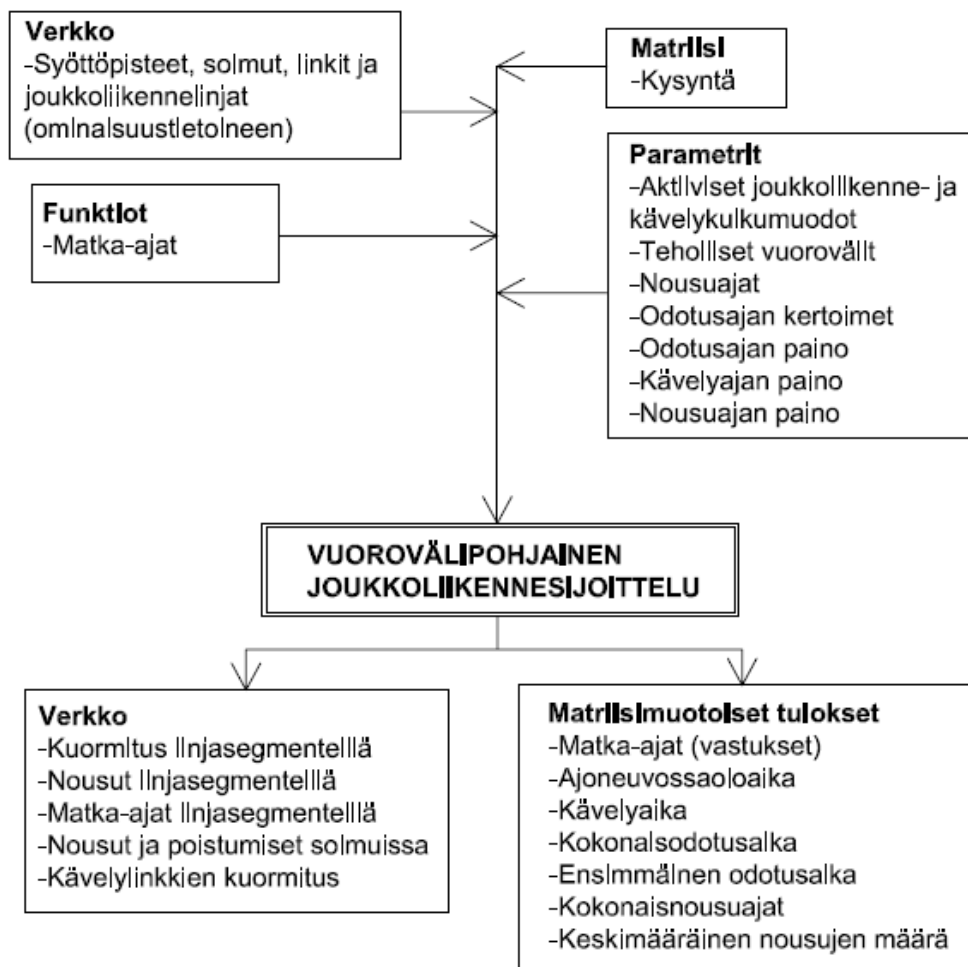 Verkko
-Syöttöpisteet, solmut, linkit ja
joukkoliikennelinjat
(ominaisuustietoineen)
Matriisi
-Kysyntä
Funktiot
-Matka-ajat
Parametrit
-Aktiiviset joukkoliikenne- ja
kävelykulkumuodot
-Teholliset vuorovälit
-Nousuajat
-Odotusajan kertoimet
-Odotusajan paino
-Kävelyajan paino
-Nousuajan paino
VUOROVÄLIPOHJAINEN
JOUKKOLIIKENNESIJOITTELU
Verkko
-Kuormitus linjasegmenteillä
-Nousut linjasegmenteillä
-Matka-ajat linjasegmenteillä
-Nousut ja poistumiset solmuissa
-Kävelylinkkien kuormitus
Matriisimuotoiset tulokset
-Matka-ajat (vastukset)
-Ajoneuvossaoloaika
-Kävelyaika
-Kokonaisodotusaika
-Ensimmäinen odotusaika
-Kokonaisnousuajat
-Keskimääräinen nousujen määrä